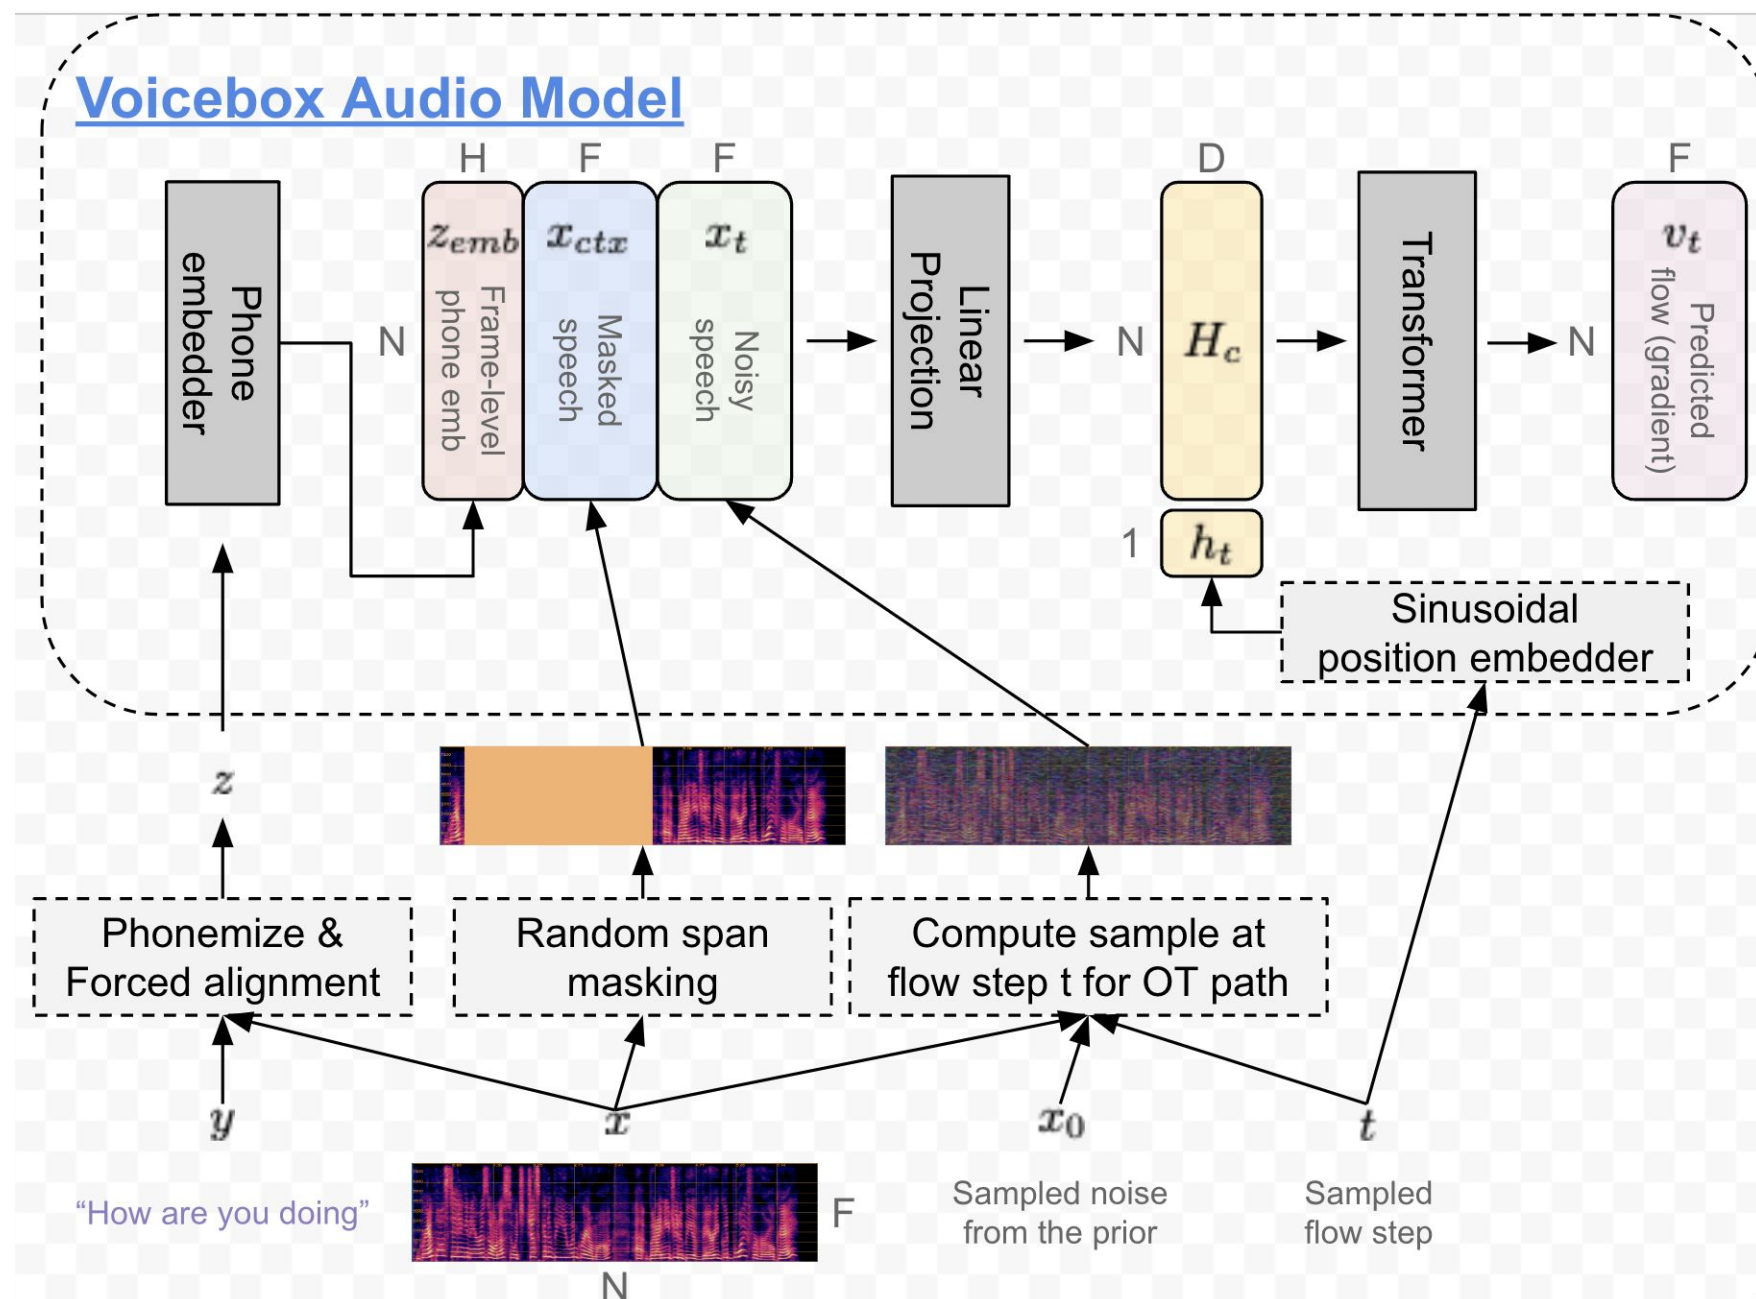 Voicebox Audio Model
H
F
F
D
F
Phone
embedder
N
z_emb
Frame-level
phone emb
x_ctx
Masked
speech
x_t
Noisy
speech
Linear
Projection
N
H_c
Transformer
N
v_t
Predicted
flow (gradient)
1
h_t
Sinusoidal
position embedder
z
Phonemize &
Forced alignment
Random span
masking
Compute sample at
flow step t for OT path
y
x
x_0
t
“How are you doing”
F
N
Sampled noise
from the prior
Sampled
flow step